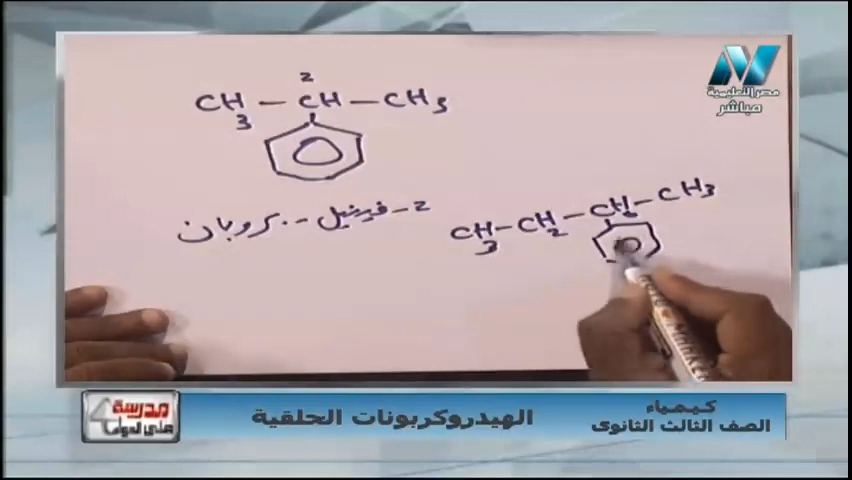 مصر التعليمية
مباشر
2
CH3 – CH – CH3
2 - فينيل - بروبان
CH3 - CH2 - CH2 - CH3
كيمياء
الصف الثالث الثانوى
الهيدروكربونات الحلقية
مدرسة
على الهواء